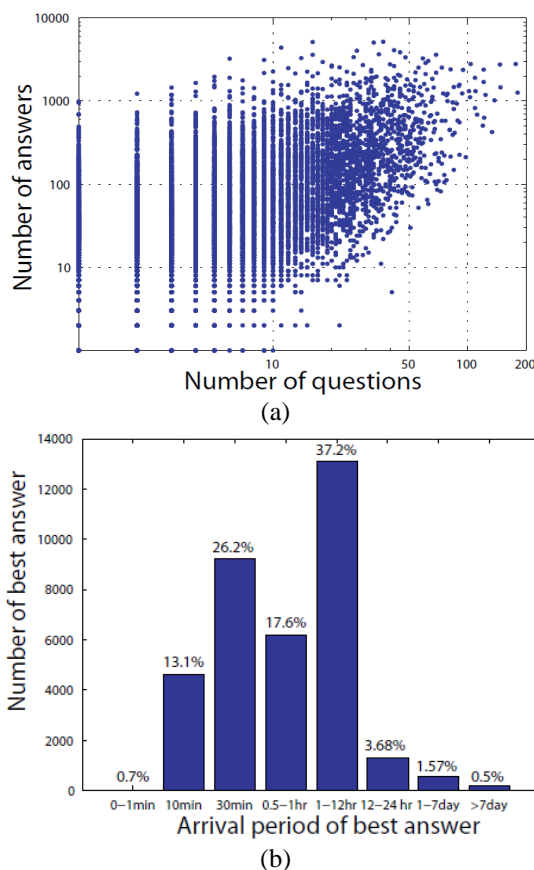 10000
1000
100
10
Number of answers
10 50 100 200
Number of questions
(a)
14000
12000
10000
8000
6000
4000
2000
0
Number of best answer
0.7%
13.1%
26.2%
17.6%
37.2%
3.68%
1.57%
0.5%
0−1min 10min 30min 0.5−1hr 1−12hr 12−24 hr 1−7day >7day
Arrival period of best answer
(b)